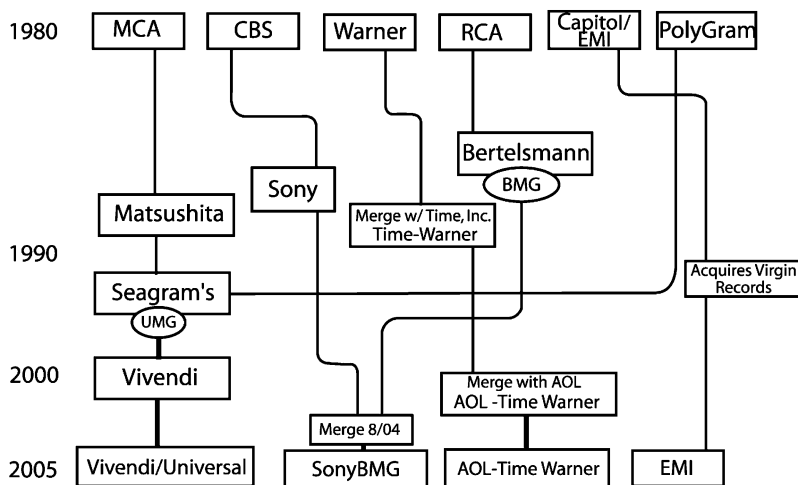 1980
MCA
CBS
Warner
RCA
Capitol/
EMI
PolyGram
Bertelsmann
BMG
Sony
Matsushita
Merge w/ Time, Inc.
Time-Warner
1990
Seagram's
UMG
Acquires Virgin
Records
2000
Vivendi
Merge with AOL
AOL -Time Warner
Merge 8/04
2005
Vivendi/Universal
SonyBMG
AOL-Time Warner
EMI